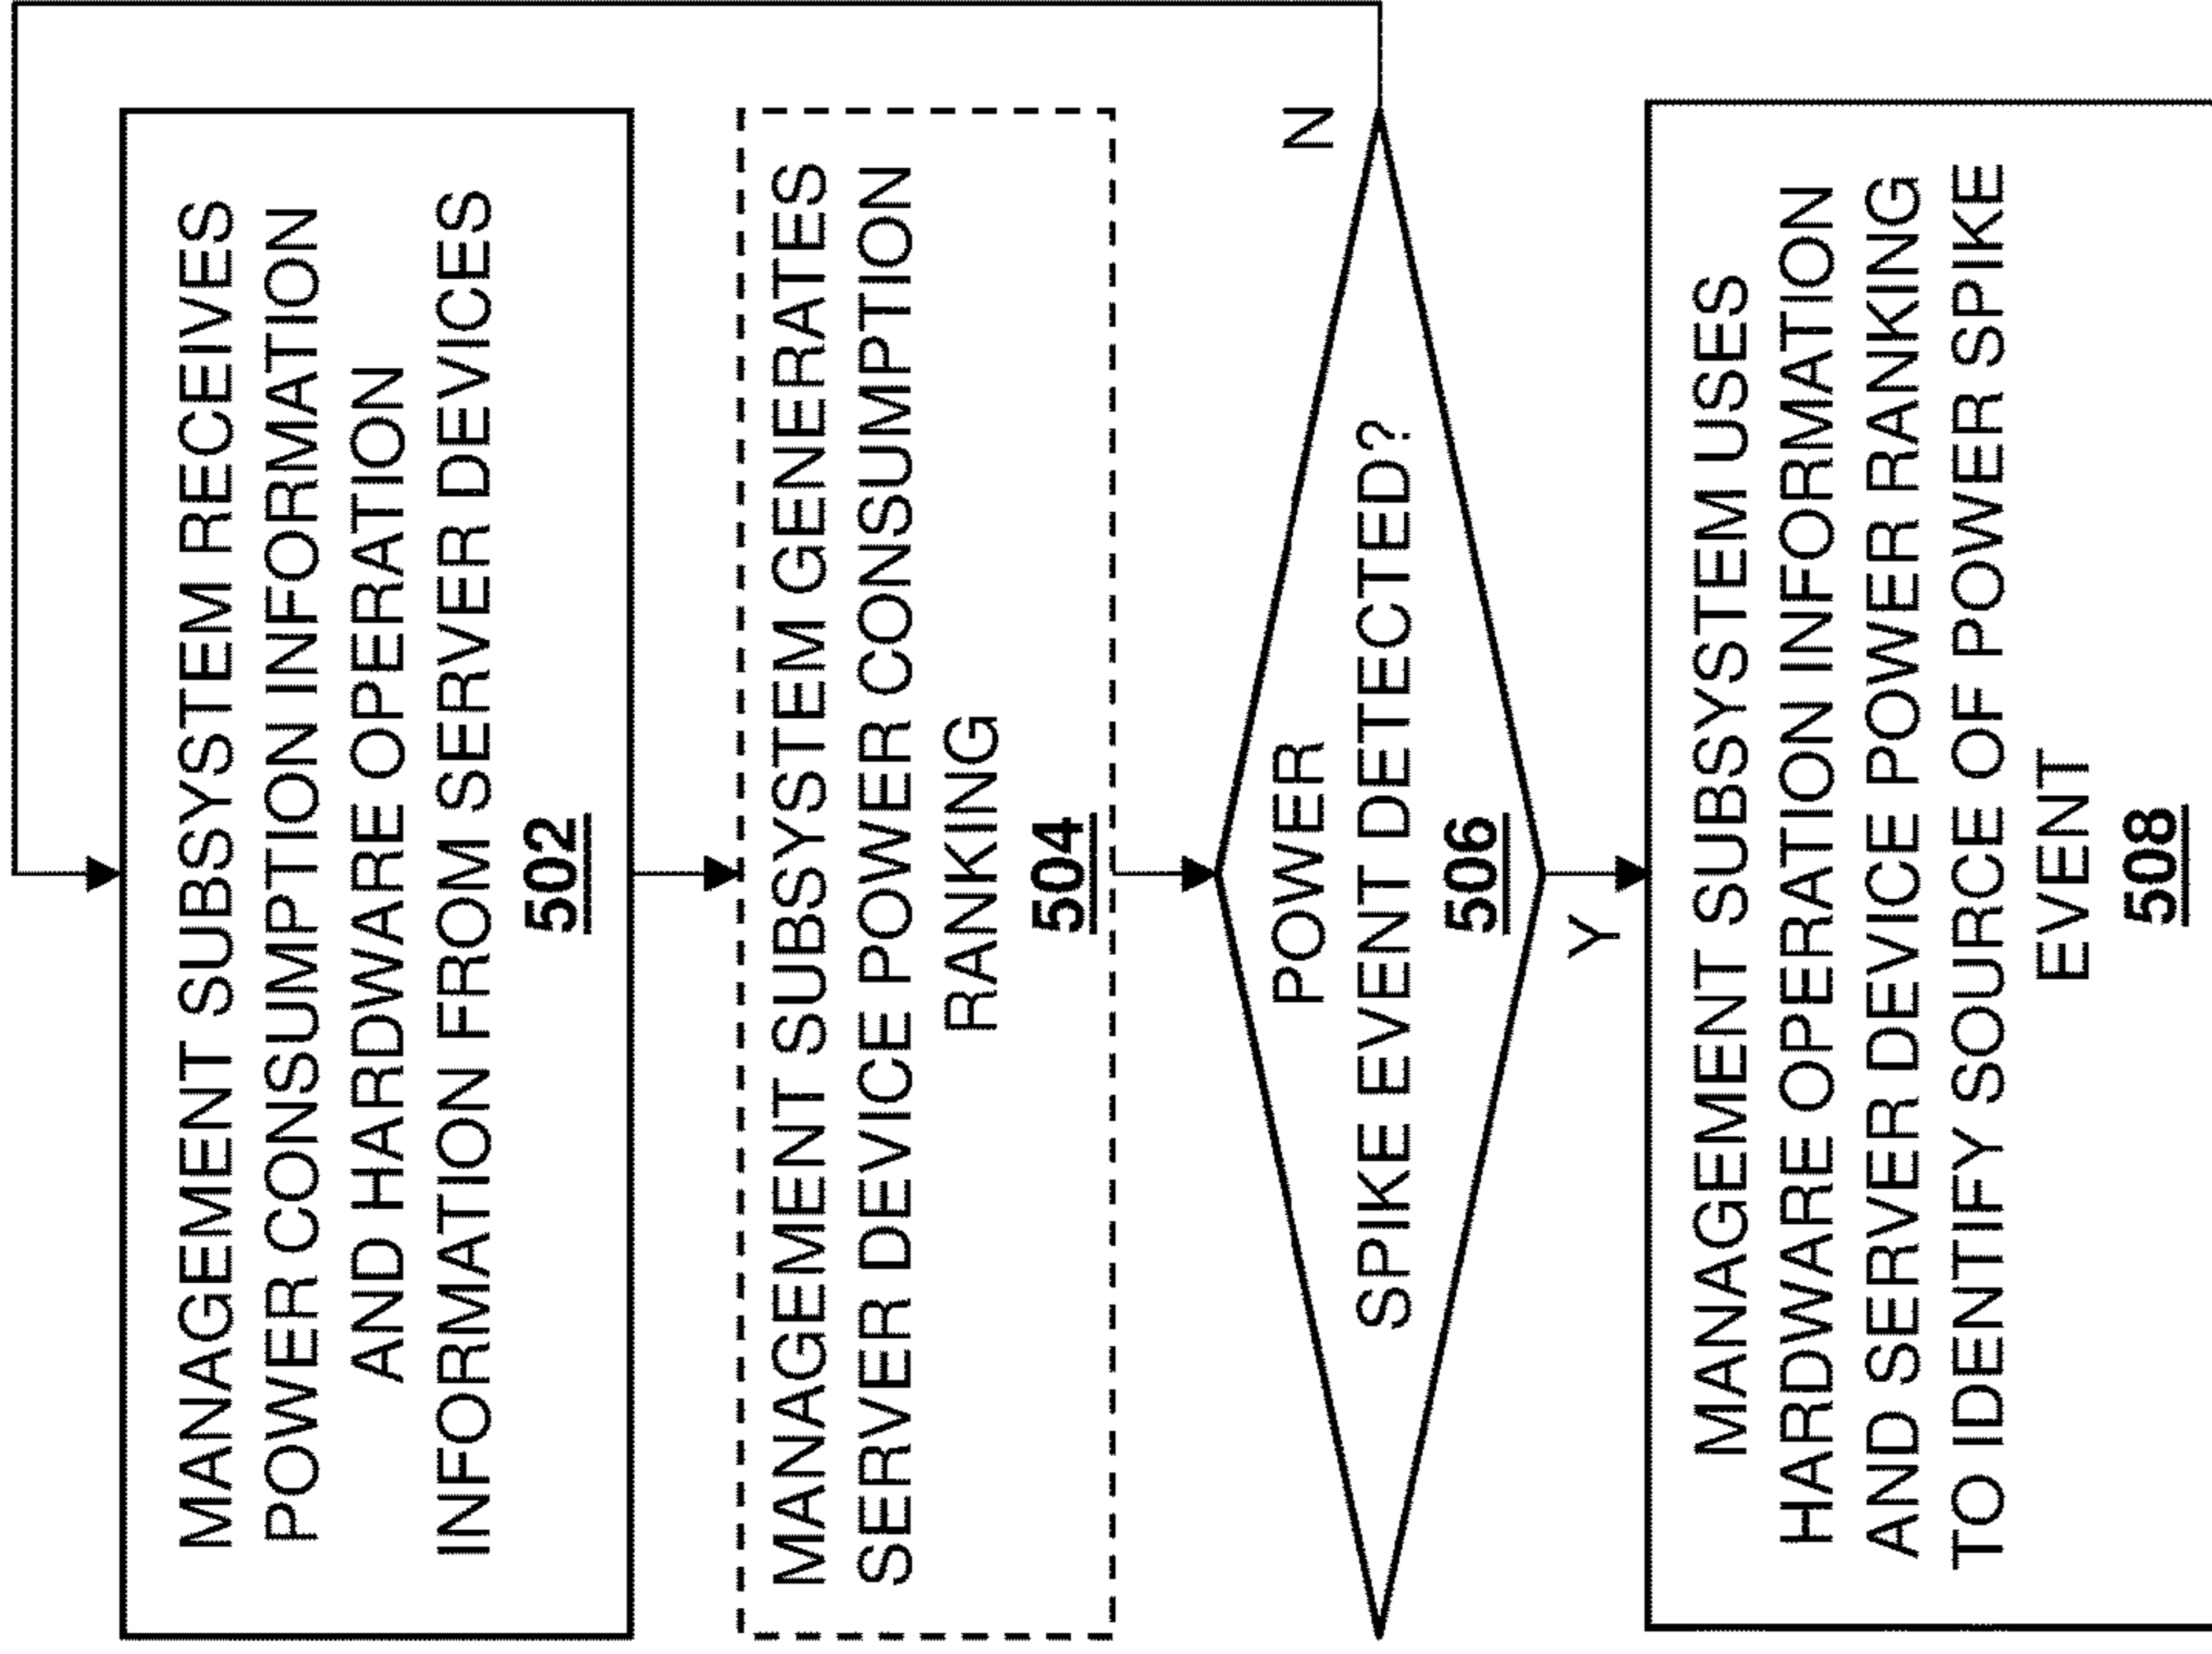 MANAGEMENT SUBSYSTEM RECEIVES
POWER CONSUMPTION INFORMATION
AND HARDWARE OPERATION
INFORMATION FROM SERVER DEVICES
502
MANAGEMENT SUBSYSTEM GENERATES
SERVER DEVICE POWER CONSUMPTION
RANKING
504
POWER
SPIKE EVENT DETECTED?
506
N
Y
MANAGEMENT SUBSYSTEM USES
HARDWARE OPERATION INFORMATION
AND SERVER DEVICE POWER RANKING
TO IDENTIFY SOURCE OF POWER SPIKE
EVENT
508